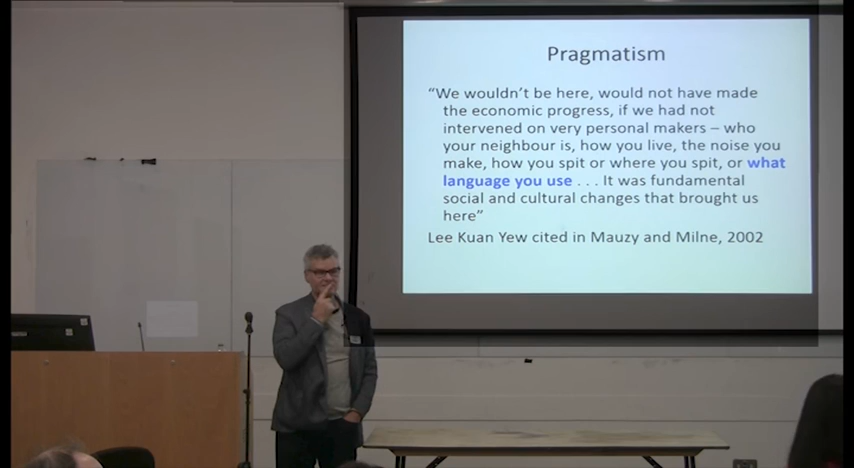 Pragmatism
“We wouldn’t be here, would not have made
the economic progress, if we had not
intervened on very personal makers – who
your neighbour is, how you live, the noise you
make, how you spit or where you spit, or what
language you use . . . It was fundamental
social and cultural changes that brought us
here”
Lee Kuan Yew cited in Mauzy and Milne, 2002